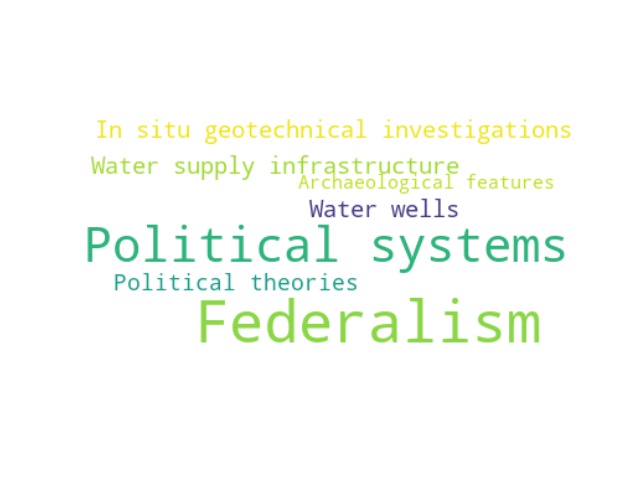 In situ geotechnical investigations
Water supply infrastructure
Archaeological features
Water wells
Political systems
Political theories
Federalism